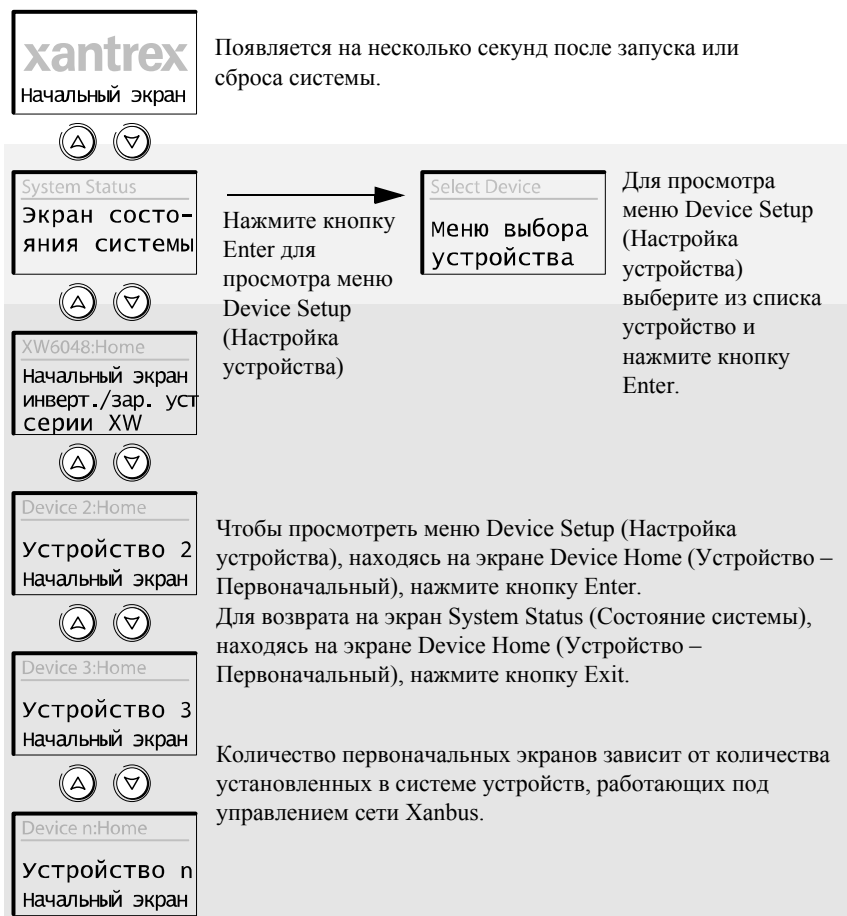 xantrex
Начальный экран
Появляется на несколько секунд после запуска или
сброса системы.
System Status
Экран состо-
яния системы
Нажмите кнопку
Enter для
просмотра меню
Device Setup
(Настройка
устройства)
Select Device
Меню выбора
устройства
Для просмотра
меню Device Setup
(Настройка
устройства)
выберите из списка
устройство и
нажмите кнопку
Enter.
XW6048:Home
Начальный экран
инверт./зар. уст
серии XW
Device 2:Home
Устройство 2
Начальный экран
Чтобы просмотреть меню Device Setup (Настройка
устройства), находясь на экране Device Home (Устройство –
Первоначальный), нажмите кнопку Enter.
Для возврата на экран System Status (Состояние системы),
находясь на экране Device Home (Устройство –
Первоначальный), нажмите кнопку Exit.
Device 3:Home
Устройство 3
Начальный экран
Количество первоначальных экранов зависит от количества
установленных в системе устройств, работающих под
управлением сети Xanbus.
Device n:Home
Устройство n
Начальный экран